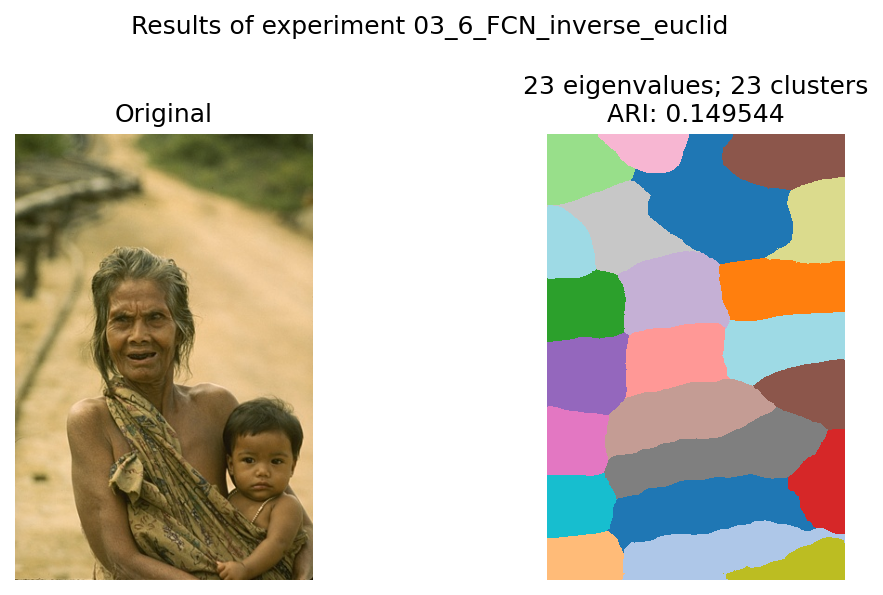 Results of experiment 03_6_FCN_inverse_euclid
Original
23 eigenvalues; 23 clusters
ARI: 0.149544